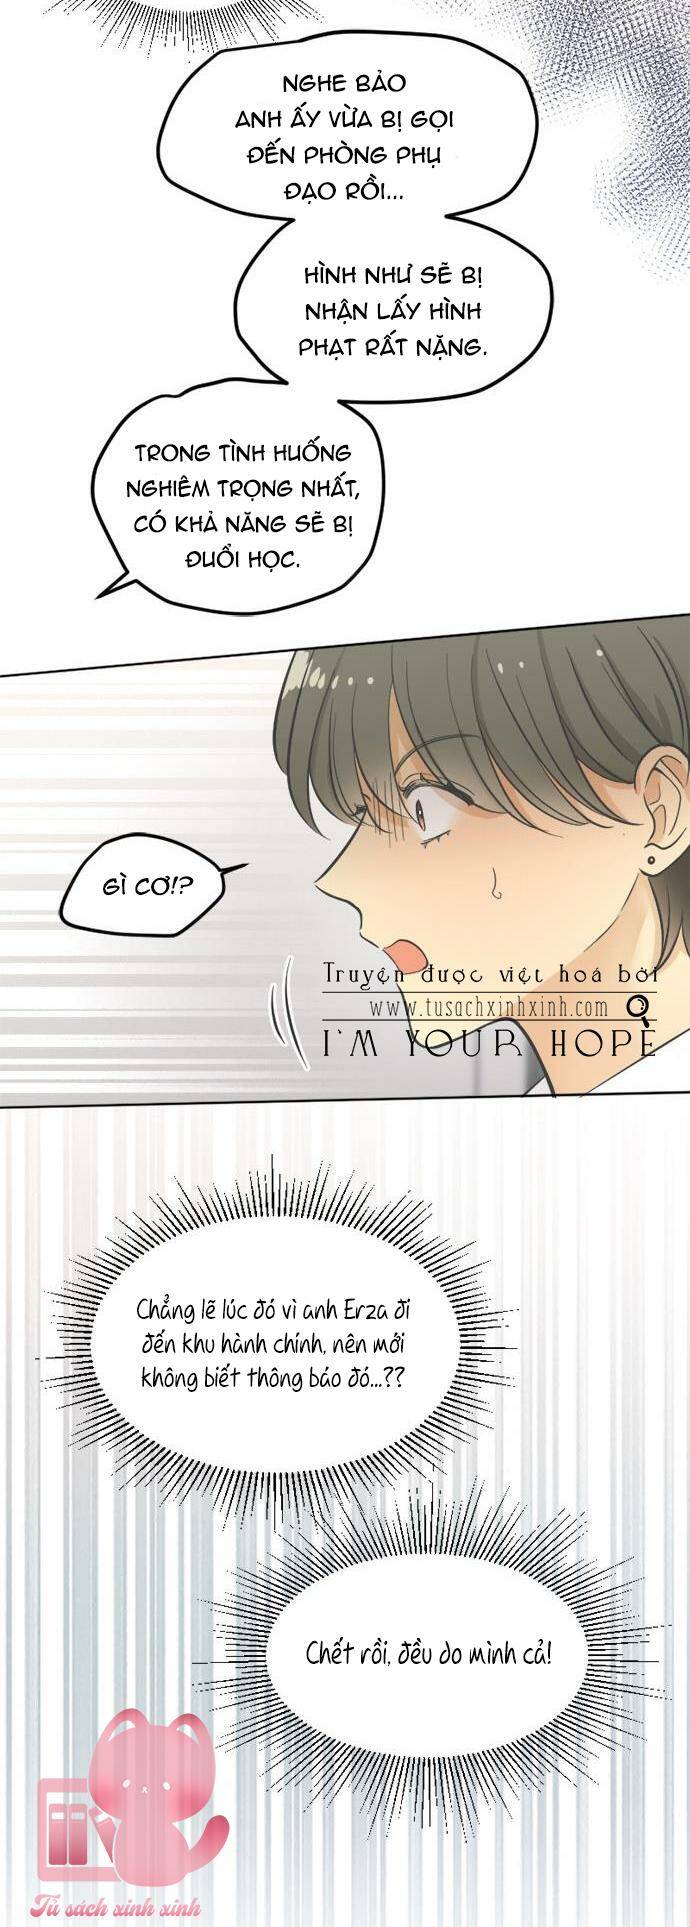 NGHE BẢO
ANH ẤY VỪA BỊ GỌI
ĐẾN PHÒNG PHỤ
ĐẠO RỒI...
HÌNH NHƯ SẼ BỊ
NHẬN LẤY HÌNH
PHẠT RẤT NẶNG.
TRONG TÌNH HUỐNG
NGHIÊM TRỌNG NHẤT,
CÓ KHẢ NĂNG SẼ BỊ
ĐUỔI HỌC.
GÌ CƠ!?
Truyện được việt hoá bởi
www.tusachxinhxinh.com
I'M YOUR HOPE
Chẳng lẽ lúc đó vì anh Erza đi
đến khu hành chính, nên mới
không biết thông báo đó...??
Chết rồi, đều do mình cả!
Tủ sách xinh xinh